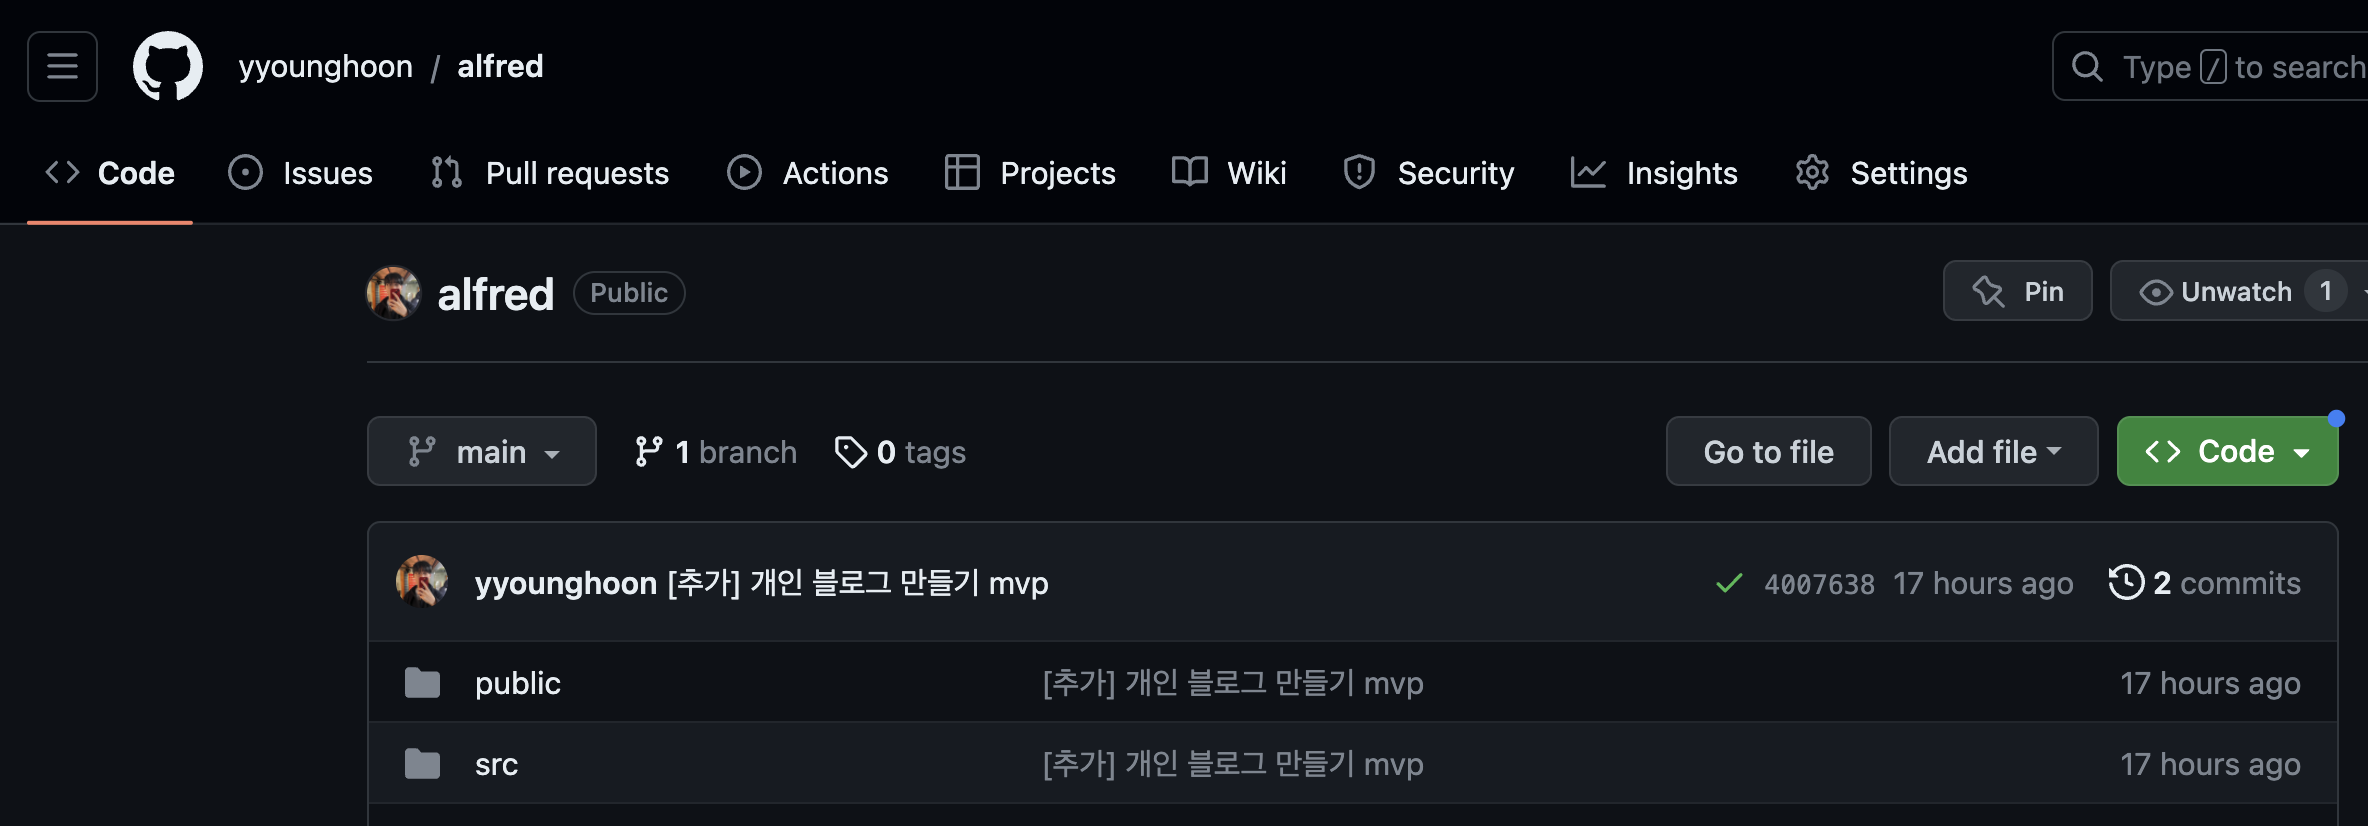 yyounghoon / alfred
Type / to search
Code Issues Pull requests Actions Projects Wiki Security Insights Settings
alfred Public
Pin Unwatch 1
main 1 branch 0 tags
Go to file Add file Code
yyounghoon [추가] 개인 블로그 만들기 mvp 4007638 17 hours ago 2 commits
public [추가] 개인 블로그 만들기 mvp 17 hours ago
src [추가] 개인 블로그 만들기 mvp 17 hours ago